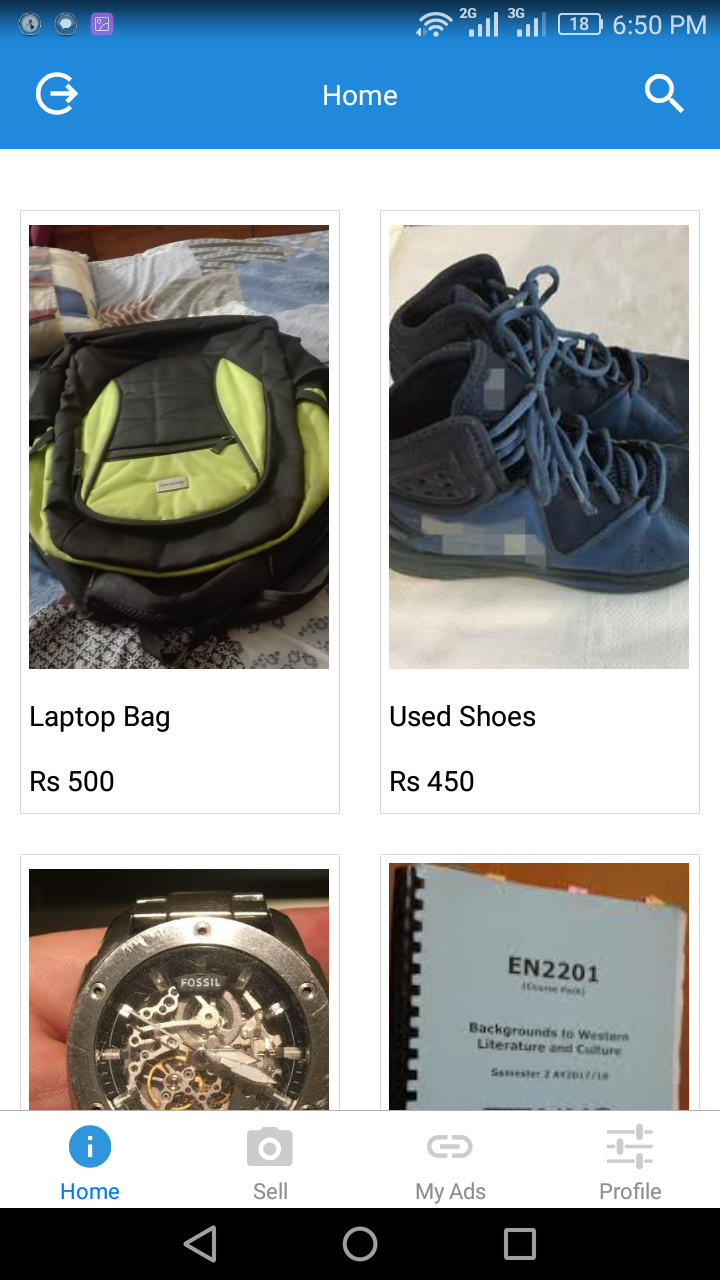 2G 3G 18 6:50 PM
Home
Laptop Bag
Rs 500
Used Shoes
Rs 450
FOSSIL
EN2201
(Course Pack)
Backgrounds to Western
Literature and Culture
Semester 2 AY2017/18
Home
Sell
My Ads
Profile